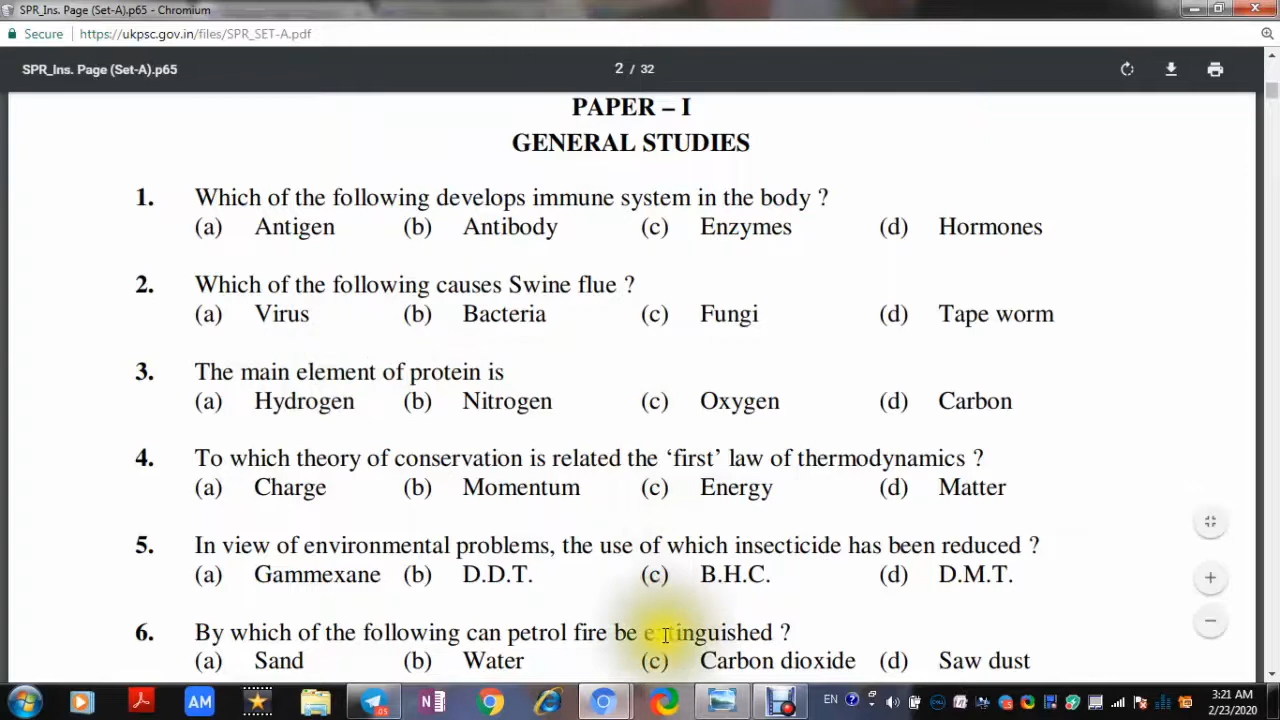 SPR_Ins. Page (Set-A).p65 - Chromium
Secure https://ukpsc.gov.in/files/SPR_SET-A.pdf
SPR_Ins. Page (Set-A).p65 2 / 32
PAPER – I
GENERAL STUDIES
1. Which of the following develops immune system in the body ?
(a) Antigen (b) Antibody (c) Enzymes (d) Hormones
2. Which of the following causes Swine flue ?
(a) Virus (b) Bacteria (c) Fungi (d) Tape worm
3. The main element of protein is
(a) Hydrogen (b) Nitrogen (c) Oxygen (d) Carbon
4. To which theory of conservation is related the ‘first’ law of thermodynamics ?
(a) Charge (b) Momentum (c) Energy (d) Matter
5. In view of environmental problems, the use of which insecticide has been reduced ?
(a) Gammexane (b) D.D.T. (c) B.H.C. (d) D.M.T.
6. By which of the following can petrol fire be extinguished ?
(a) Sand (b) Water (c) Carbon dioxide (d) Saw dust
AM
05
N
EN
3:21 AM
2/23/2020